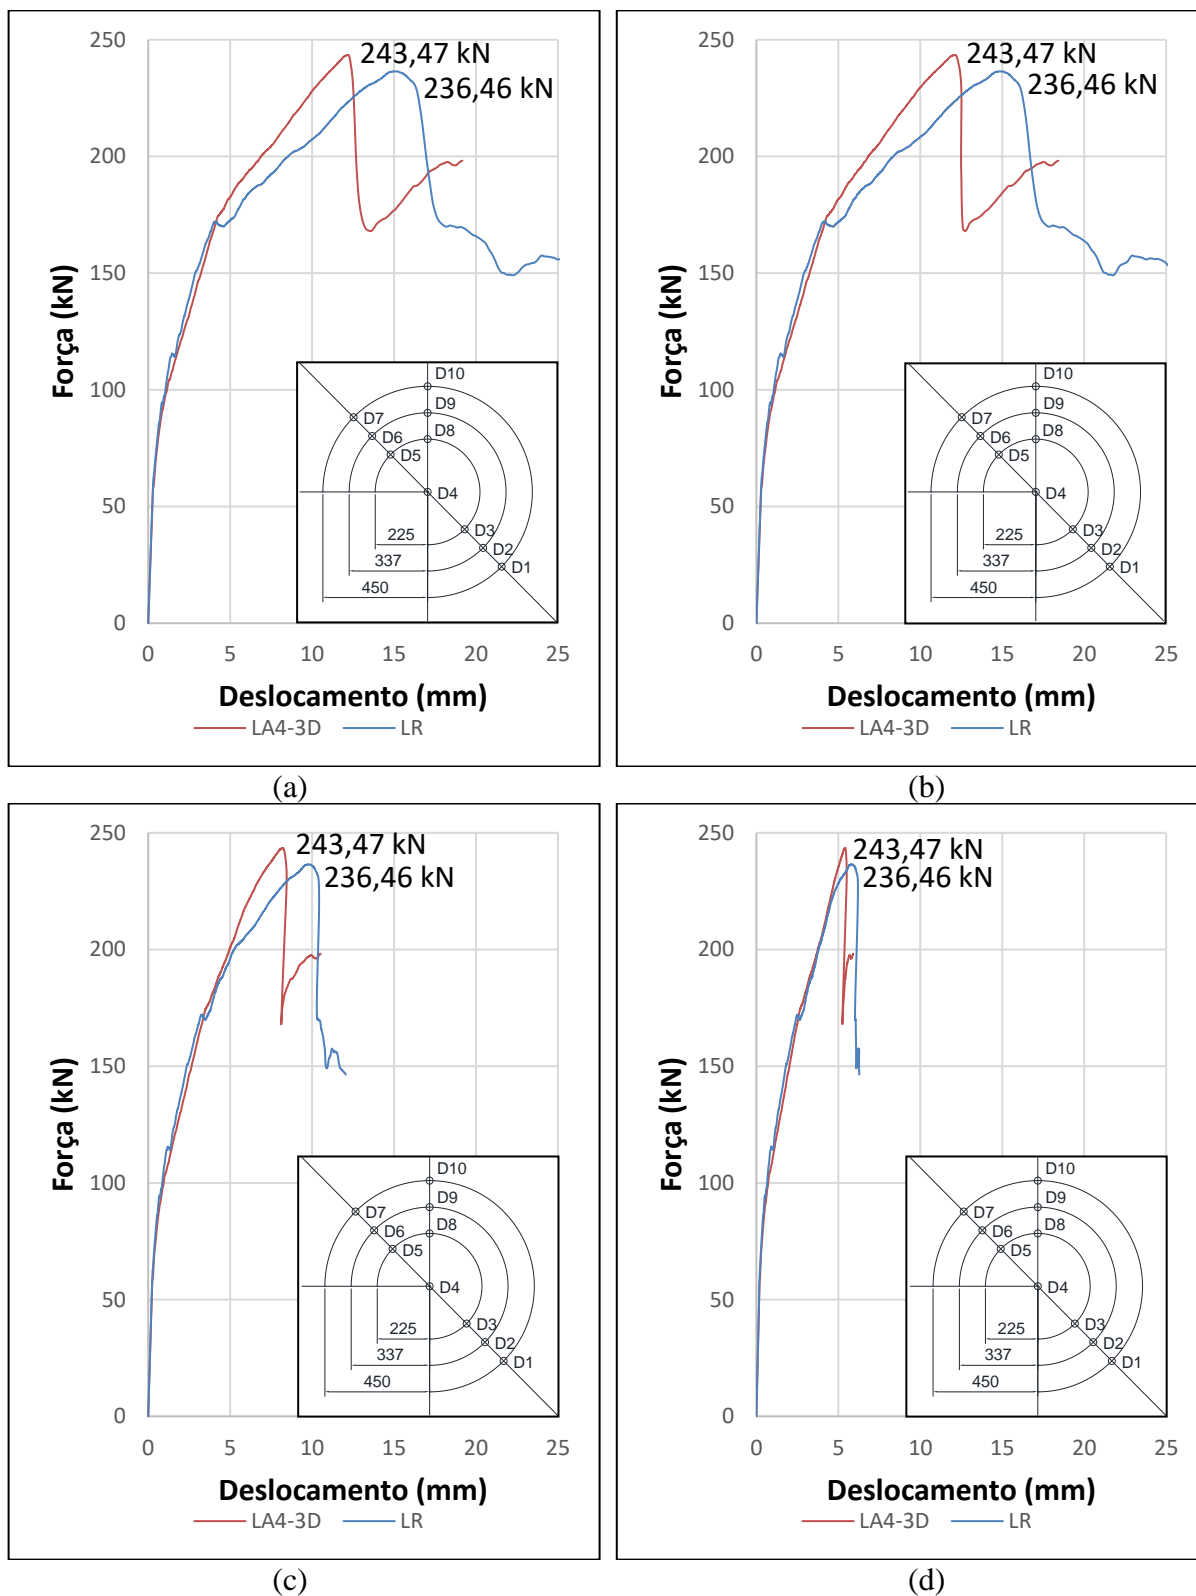 250
200
150
100
50
0
Força (kN)
243,47 kN
236,46 kN
D10
D9
D8
D7
D6
D5
D4
D3
D2
D1
225
337
450
0 5 10 15 20 25
Deslocamento (mm)
LA4-3D LR
(a)
250
200
150
100
50
0
Força (kN)
243,47 kN
236,46 kN
D10
D9
D8
D7
D6
D5
D4
D3
D2
D1
225
337
450
0 5 10 15 20 25
Deslocamento (mm)
LA4-3D LR
(b)
250
200
150
100
50
0
Força (kN)
243,47 kN
236,46 kN
D10
D9
D8
D7
D6
D5
D4
D3
D2
D1
225
337
450
0 5 10 15 20 25
Deslocamento (mm)
LA4-3D LR
(c)
250
200
150
100
50
0
Força (kN)
243,47 kN
236,46 kN
D10
D9
D8
D7
D6
D5
D4
D3
D2
D1
225
337
450
0 5 10 15 20 25
Deslocamento (mm)
LA4-3D LR
(d)